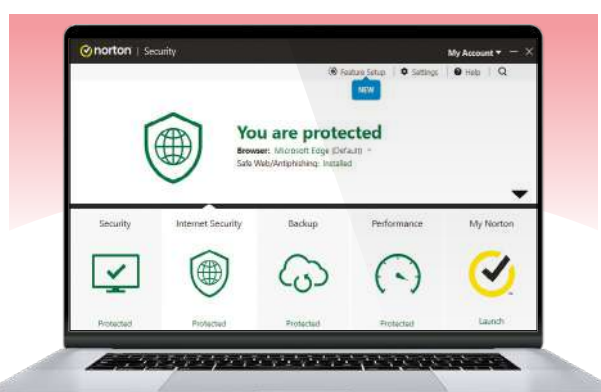 norton | Security
My Account
Feature Setup Settings Help
NEW
You are protected
Browser: Microsoft Edge (Default)
Safe Web/Antiphishing: Installed
Security Internet Security Backup Performance My Norton
Protected Protected Protected Protected Launch